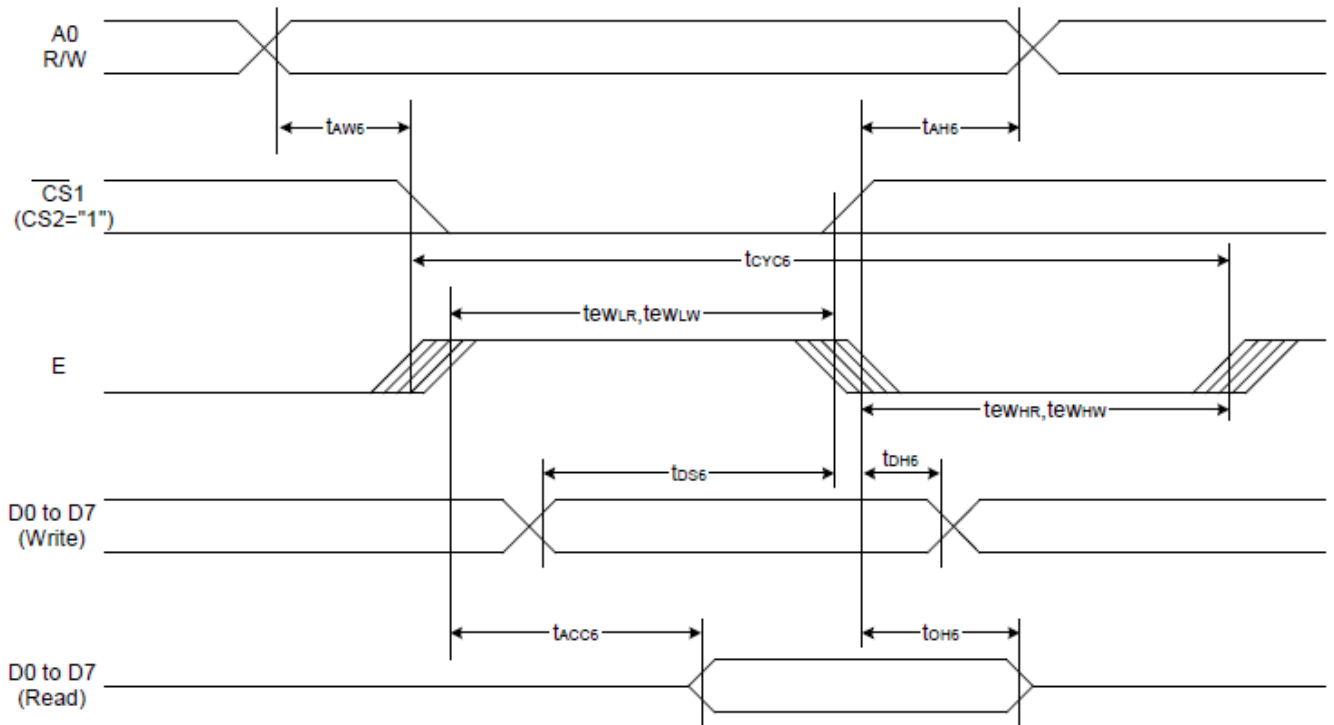 A0
R/W
tAW6
tAH6
CS1
(CS2="1")
tCYC6
tewLR,tewLW
E
tewHR,tewHW
tDS6
tDH6
D0 to D7
(Write)
tACC6
tOH6
D0 to D7
(Read)